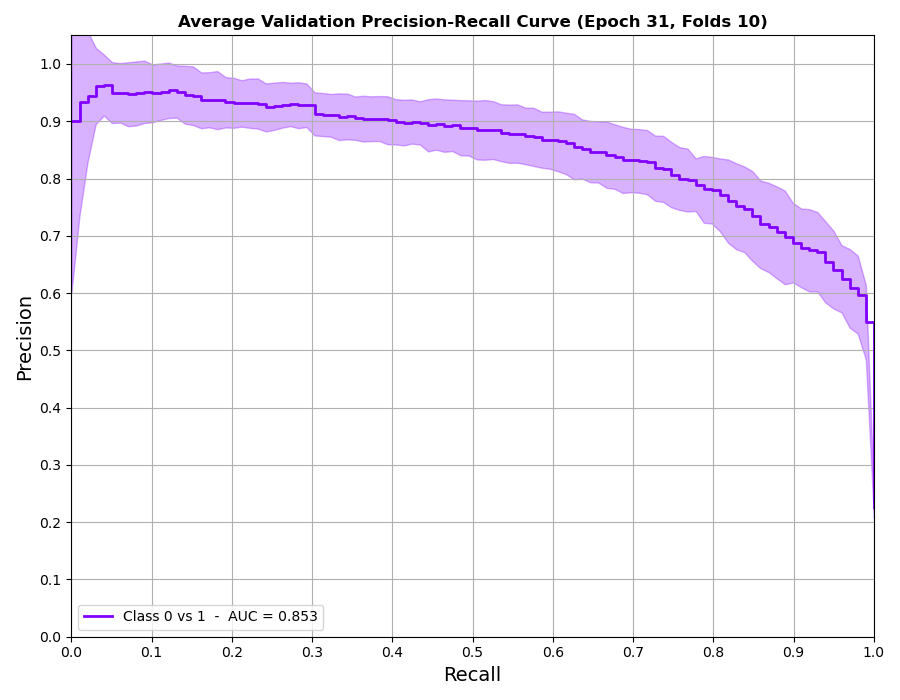 Average Validation Precision-Recall Curve (Epoch 31, Folds 10)
Precision
1.0
0.9
0.8
0.7
0.6
0.5
0.4
0.3
0.2
0.1
0.0
Class 0 vs 1 - AUC = 0.853
0.0 0.1 0.2 0.3 0.4 0.5 0.6 0.7 0.8 0.9 1.0
Recall